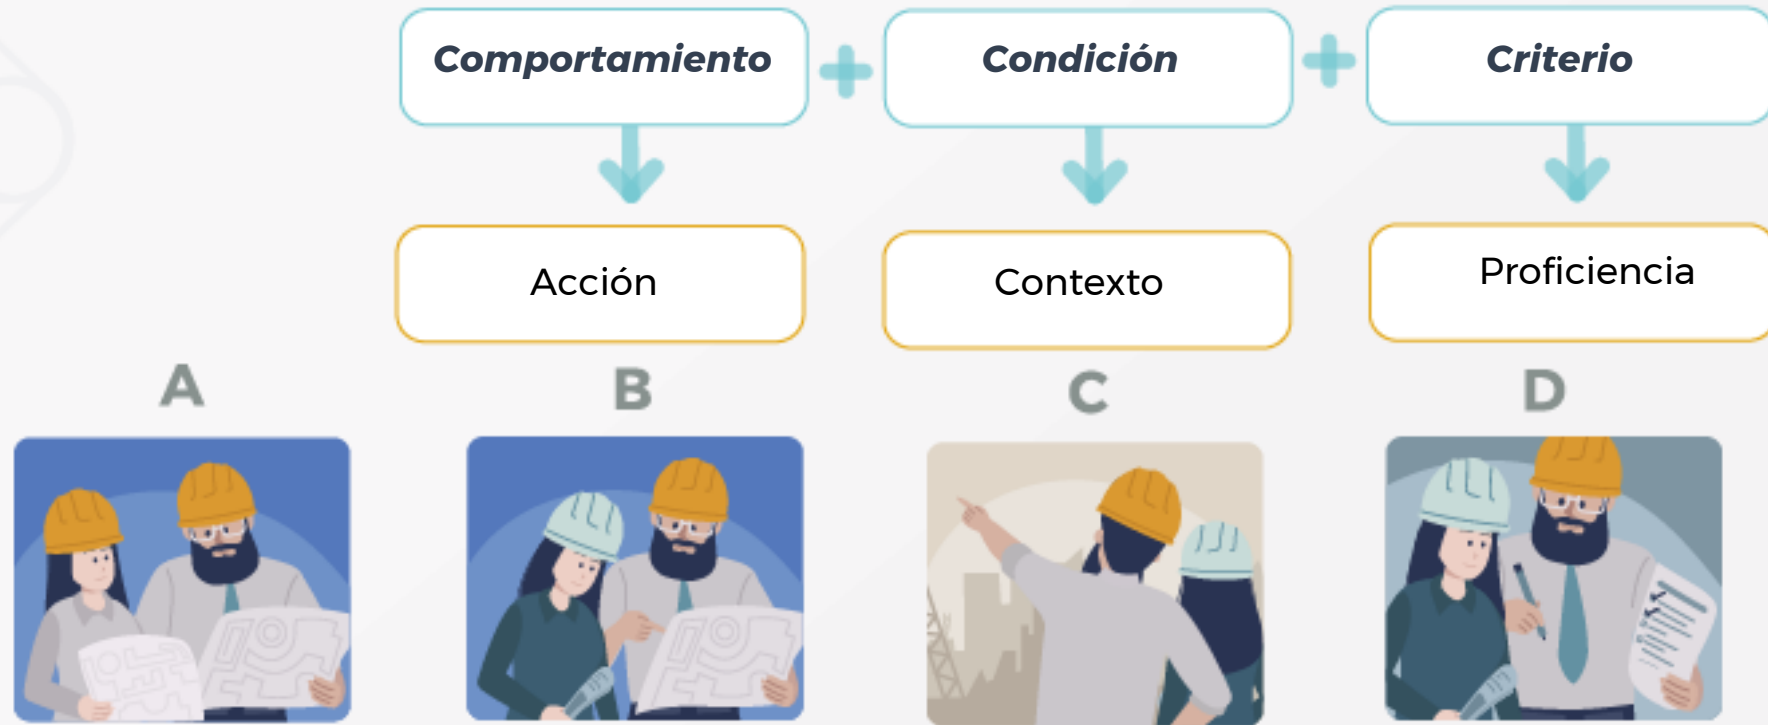 Comportamiento
Condición
Criterio
Acción
Contexto
Proficiencia
A
B
C
D